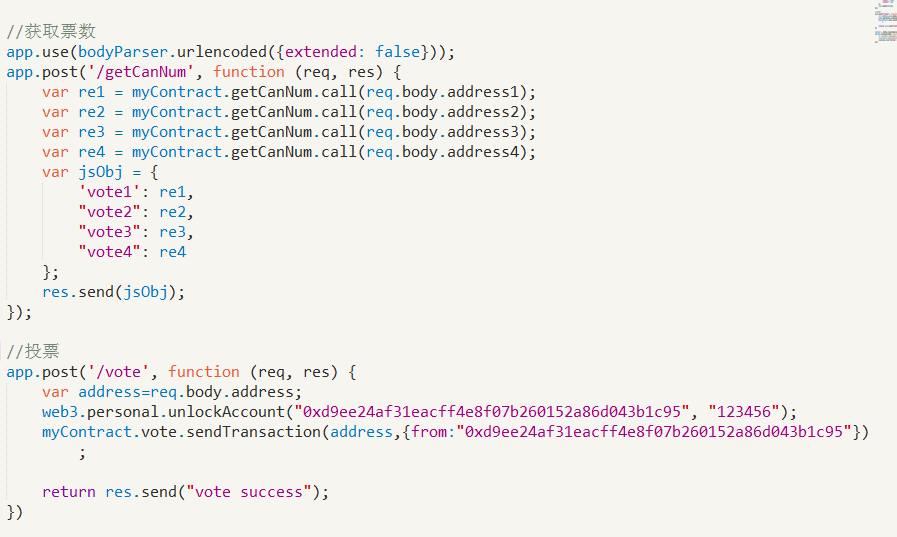 //获取票数
app.use(bodyParser.urlencoded({extended: false}));
app.post('/getCanNum', function (req, res) {
    var re1 = myContract.getCanNum.call(req.body.address1);
    var re2 = myContract.getCanNum.call(req.body.address2);
    var re3 = myContract.getCanNum.call(req.body.address3);
    var re4 = myContract.getCanNum.call(req.body.address4);
    var jsObj = {
        'vote1': re1,
        "vote2": re2,
        "vote3": re3,
        "vote4": re4
    };
    res.send(jsObj);
});
//投票
app.post('/vote', function (req, res) {
    var address=req.body.address;
    web3.personal.unlockAccount("0xd9ee24af31eacff4e8f07b260152a86d043b1c95", "123456");
    myContract.vote.sendTransaction(address,{from:"0xd9ee24af31eacff4e8f07b260152a86d043b1c95"})
        ;
    return res.send("vote success");
})